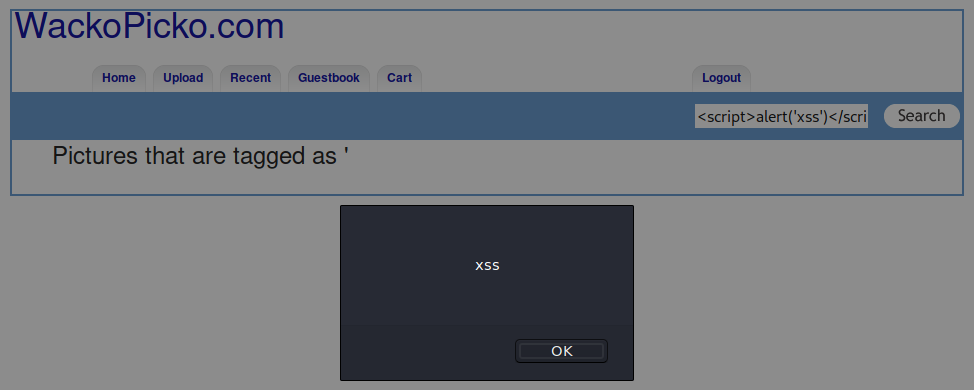 WackoPicko.com
Home Upload Recent Guestbook Cart Logout
<script>alert('xss')</scri Search
Pictures that are tagged as '
xss
OK